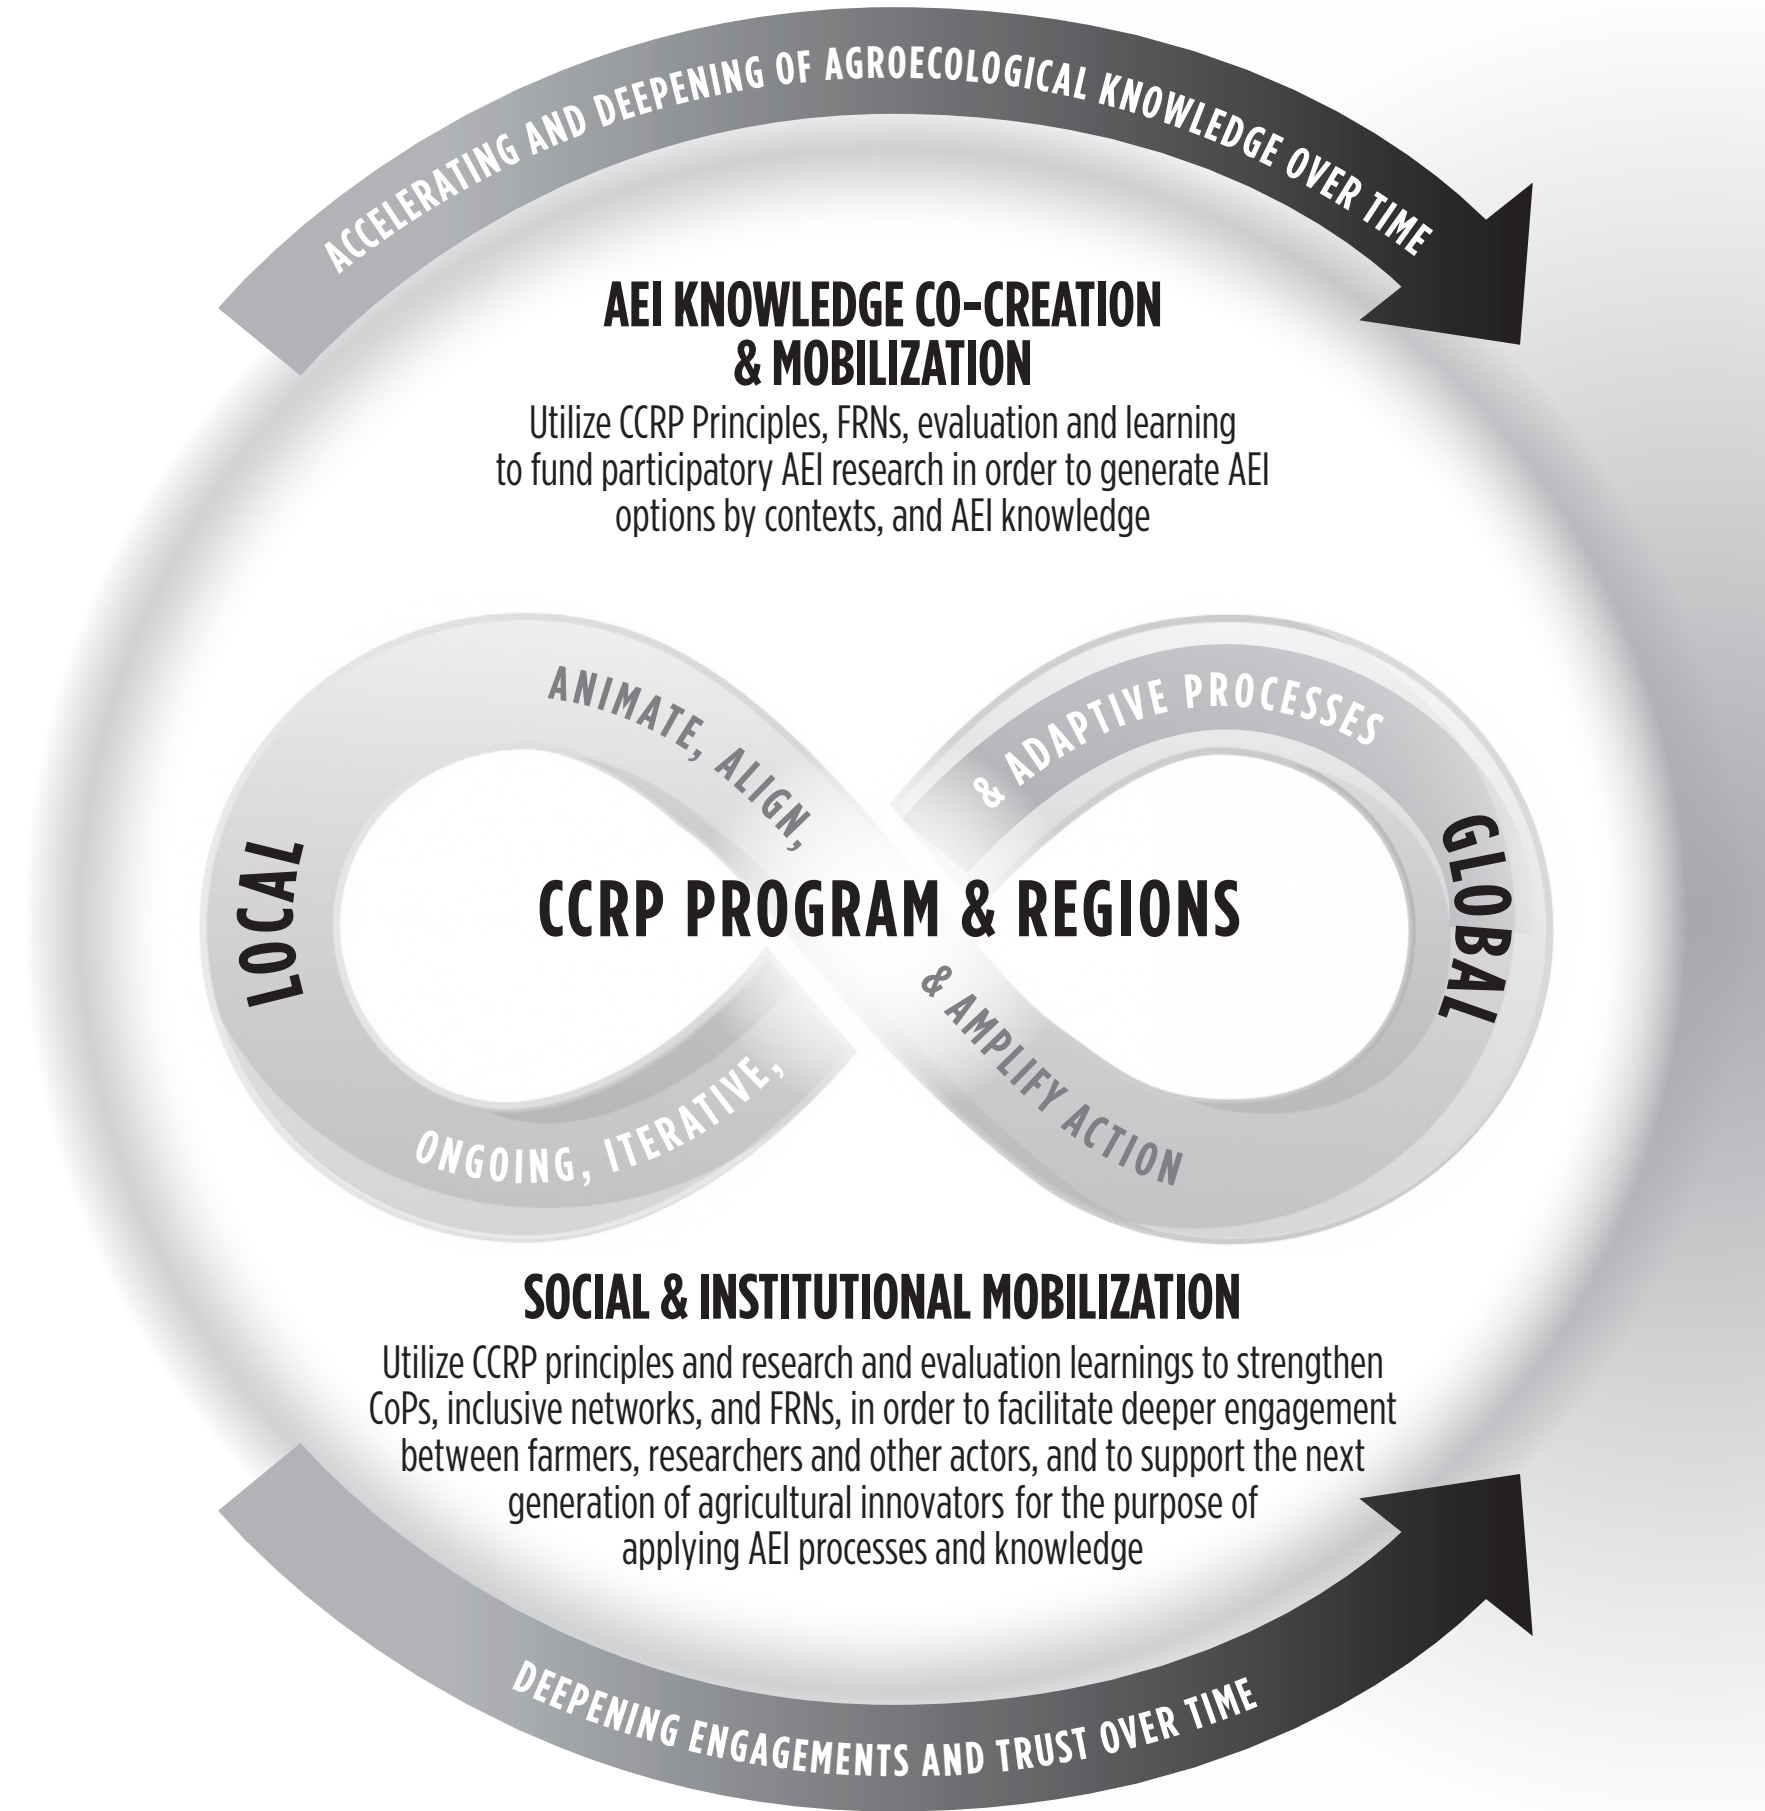 ACCELERATING AND DEEPENING OF AGROECOLOGICAL KNOWLEDGE OVER TIME
AEI KNOWLEDGE CO-CREATION
& MOBILIZATION
Utilize CCRP Principles, FRNs, evaluation and learning
to fund participatory AEI research in order to generate AEI
options by contexts, and AEI knowledge
ANIMATE, ALIGN,
& ADAPTIVE PROCESSES
LOCAL
CCRP PROGRAM & REGIONS
GLOBAL
& AMPLIFY ACTION
ONGOING, ITERATIVE,
SOCIAL & INSTITUTIONAL MOBILIZATION
Utilize CCRP principles and research and evaluation learnings to strengthen
CoPs, inclusive networks, and FRNs, in order to facilitate deeper engagement
between farmers, researchers and other actors, and to support the next
generation of agricultural innovators for the purpose of
applying AEI processes and knowledge
DEEPENING ENGAGEMENTS AND TRUST OVER TIME